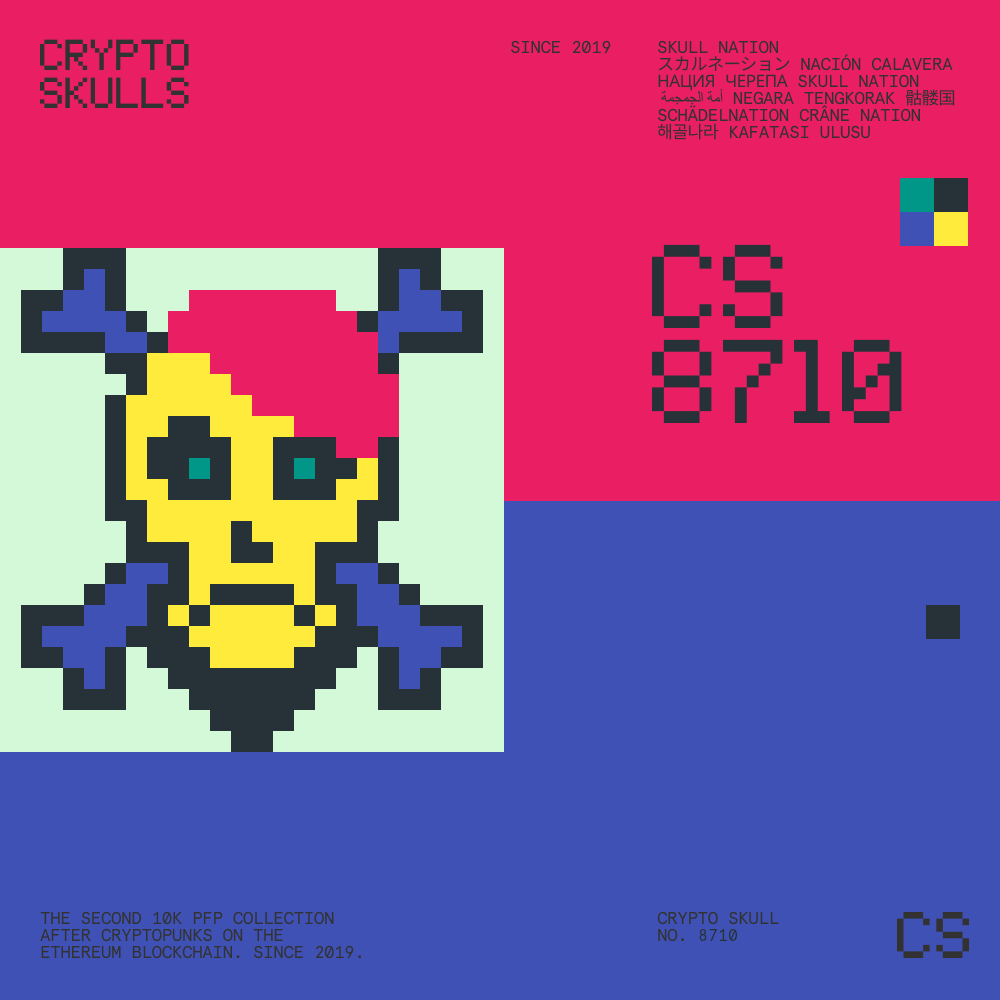 CRYPTO
SKULLS
SINCE 2019
SKULL NATION
スカルネーション NACIÓN CALAVERA
НАЦИЯ ЧЕРЕПА SKULL NATION
أمة الجمجمة NEGARA TENGKORAK 骷髅国
SCHÄDELNATION CRÂNE NATION
해골나라 KAFATASI ULUSU
CS
8710
THE SECOND 10K PFP COLLECTION
AFTER CRYPTOPUNKS ON THE
ETHEREUM BLOCKCHAIN. SINCE 2019.
CRYPTO SKULL
NO. 8710
CS